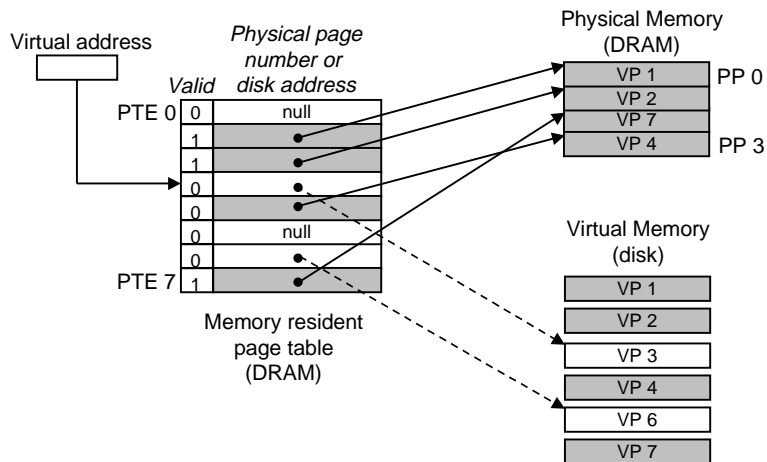 Virtual address
Physical page
number or
disk address
Valid
PTE 0
0
null
1
1
0
0
0
null
0
PTE 7
1
Memory resident
page table
(DRAM)
Physical Memory
(DRAM)
VP 1
PP 0
VP 2
VP 7
VP 4
PP 3
Virtual Memory
(disk)
VP 1
VP 2
VP 3
VP 4
VP 6
VP 7